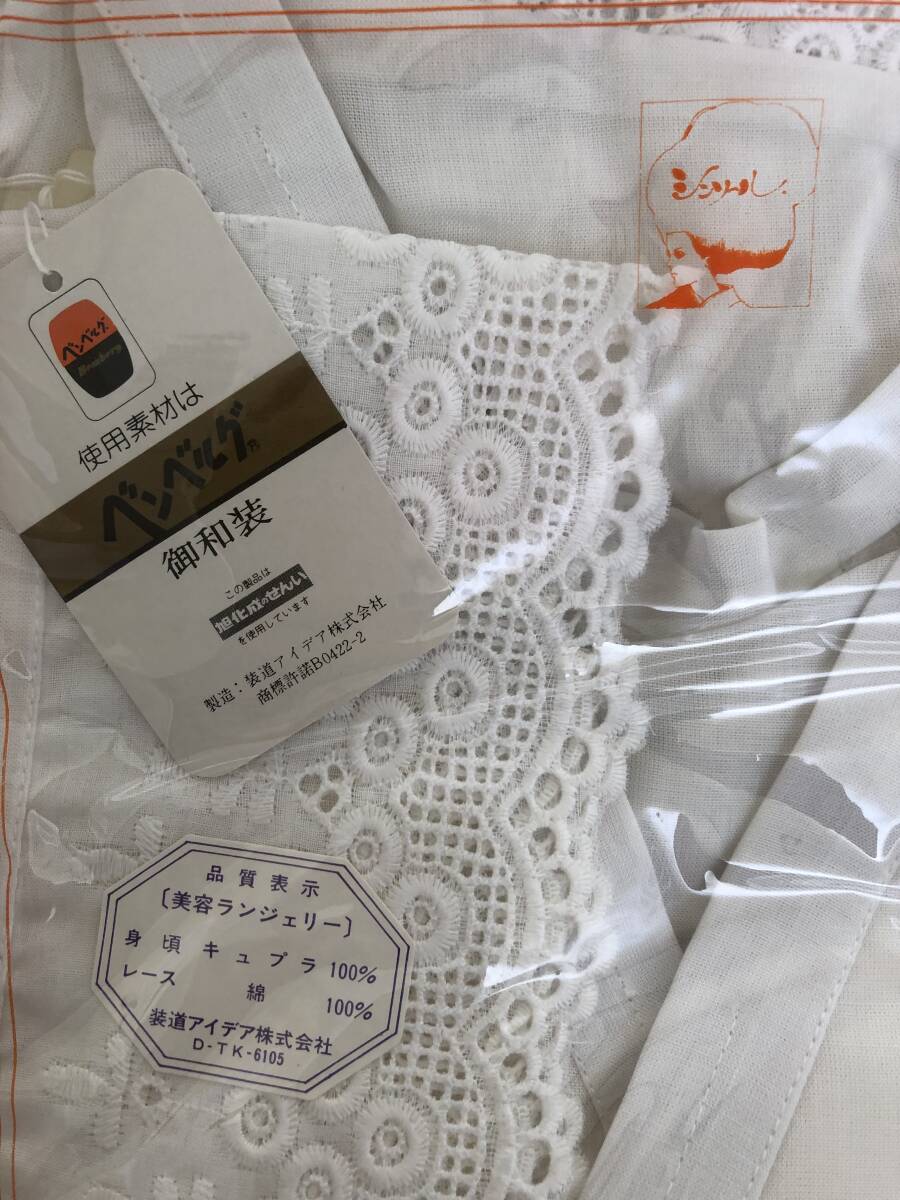 シンソール
ベンベルグ
Bemberg
使用素材は
ベンベルグ®
御和装
この製品は
旭化成のせんい
を使用しています
製造：装道アイデア株式会社
商標許諾B0422-2
品質表示
〔美容ランジェリー〕
身頃 キュプラ 100%
レース 綿 100%
装道アイデア株式会社
D-TK-6105